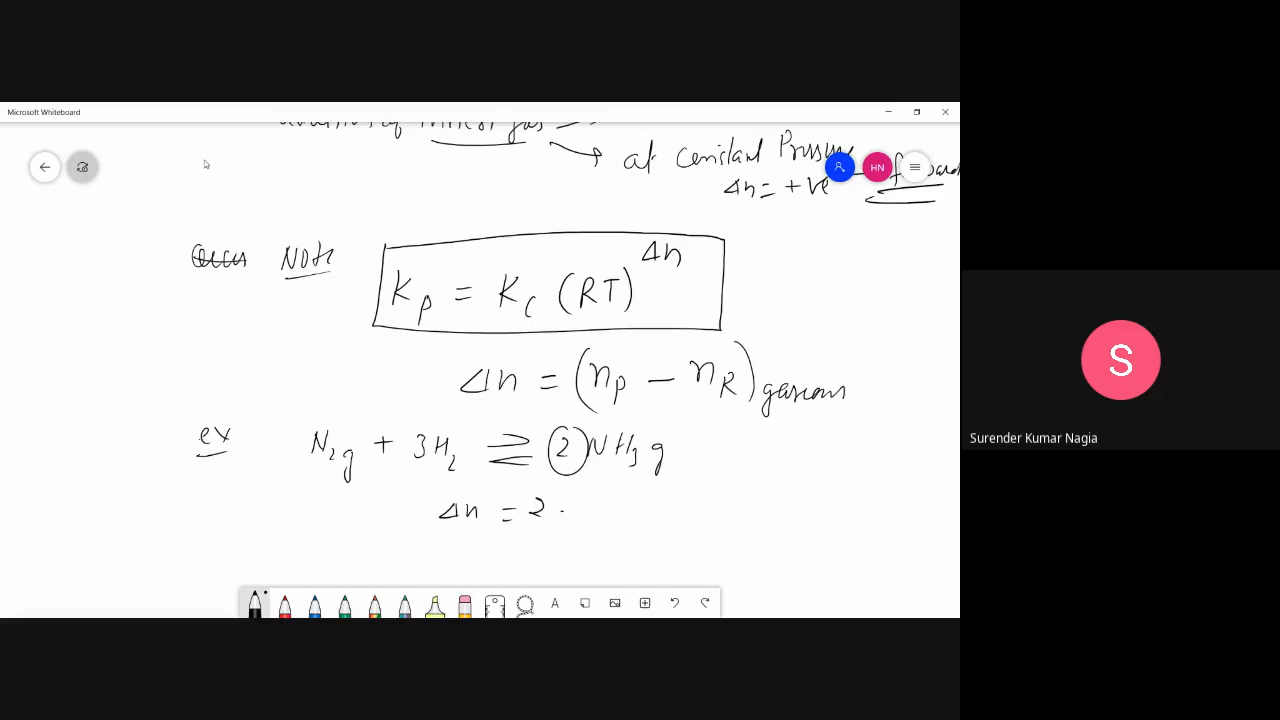 Microsoft Whiteboard
at constant Pressure
Δn = +ve
HN
Note
Kp = Kc (RT)^Δn
Δn = (nP – nR) gaseous
ex N2g + 3H2 ⇌ 2NH3g
Δn = 2
S
Surender Kumar Nagia
A